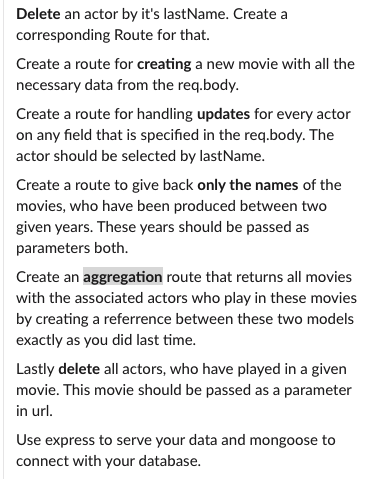 Delete an actor by it's lastName. Create a
corresponding Route for that.
Create a route for creating a new movie with all the
necessary data from the req.body.
Create a route for handling updates for every actor
on any field that is specified in the req.body. The
actor should be selected by lastName.
Create a route to give back only the names of the
movies, who have been produced between two
given years. These years should be passed as
parameters both.
Create an aggregation route that returns all movies
with the associated actors who play in these movies
by creating a referrence between these two models
exactly as you did last time.
Lastly delete all actors, who have played in a given
movie. This movie should be passed as a parameter
in url.
Use express to serve your data and mongoose to
connect with your database.